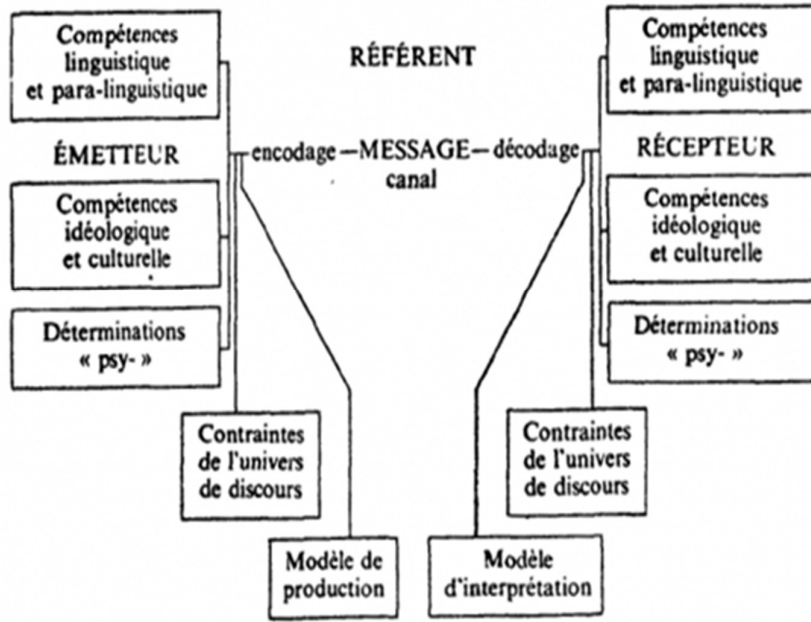 Compétences
linguistique
et para-linguistique
RÉFÉRENT
Compétences
linguistique
et para-linguistique
ÉMETTEUR
encodage — MESSAGE — décodage
canal
RÉCEPTEUR
Compétences
idéologique
et culturelle
Compétences
idéologique
et culturelle
Déterminations
« psy- »
Déterminations
« psy- »
Contraintes
de l'univers
de discours
Contraintes
de l'univers
de discours
Modèle de
production
Modèle
d'interprétation